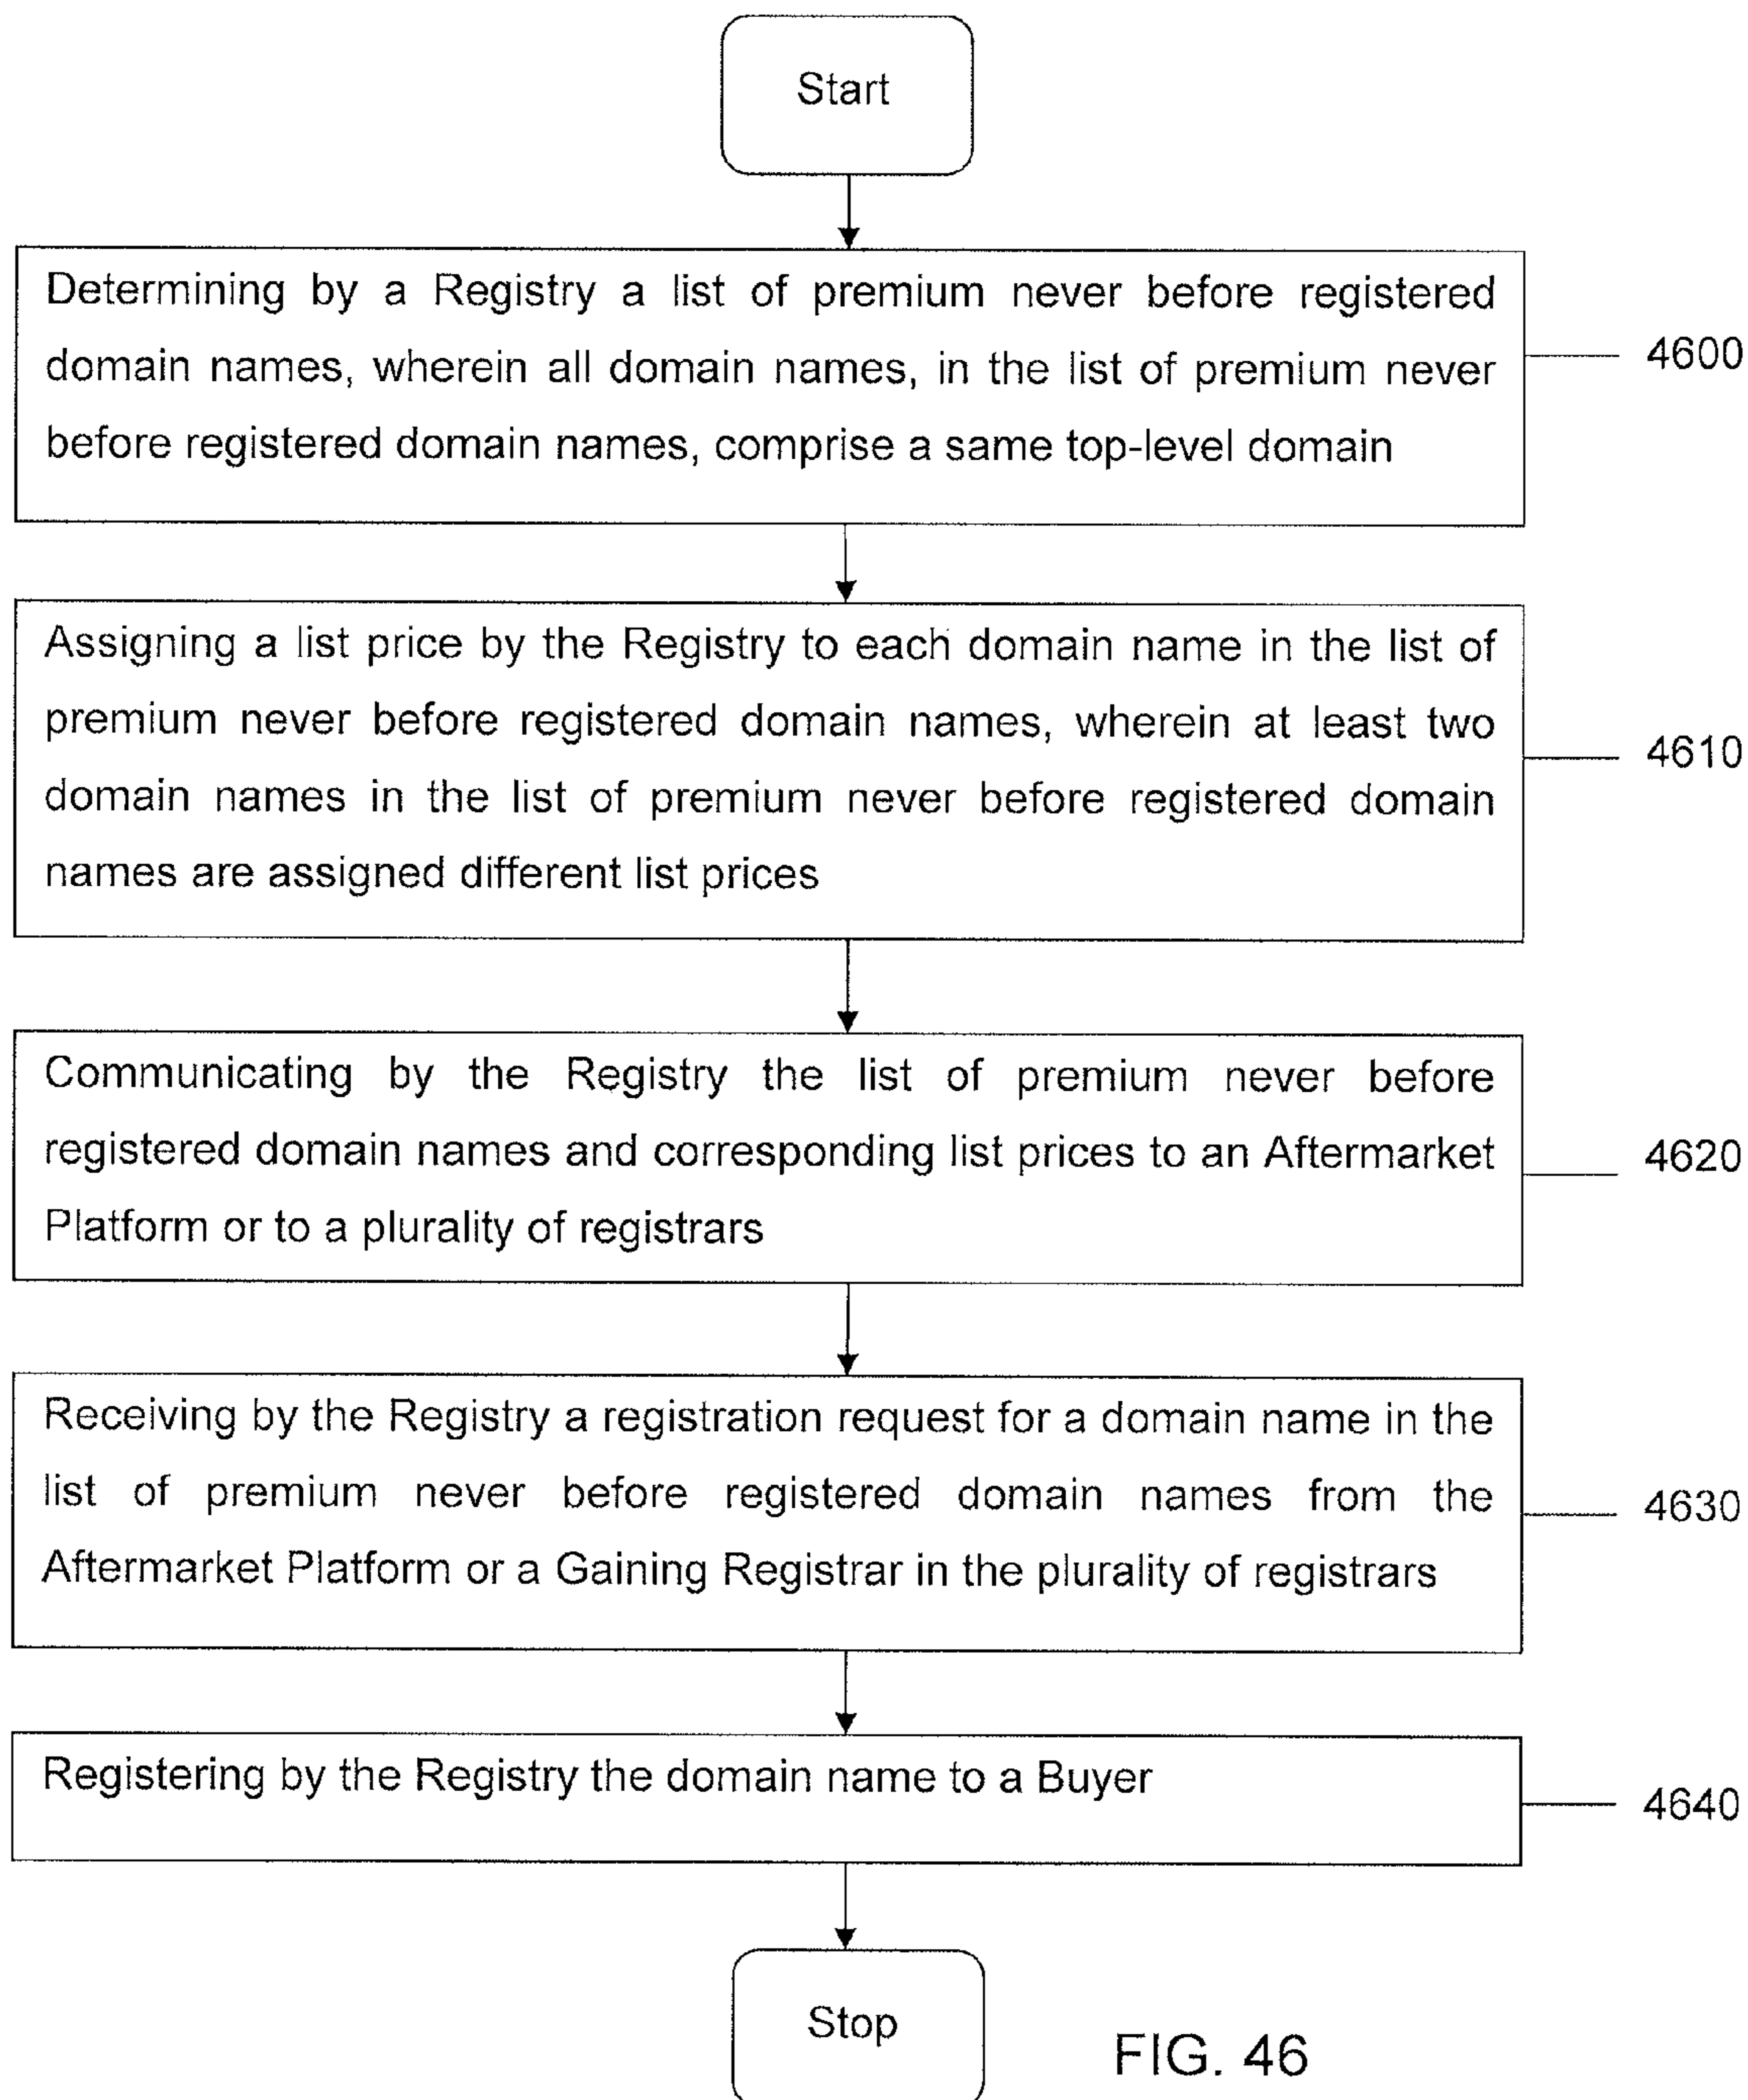 Start
Determining by a Registry a list of premium never before registered
domain names, wherein all domain names, in the list of premium never
before registered domain names, comprise a same top-level domain
4600
Assigning a list price by the Registry to each domain name in the list of
premium never before registered domain names, wherein at least two
domain names in the list of premium never before registered domain
names are assigned different list prices
4610
Communicating by the Registry the list of premium never before
registered domain names and corresponding list prices to an Aftermarket
Platform or to a plurality of registrars
4620
Receiving by the Registry a registration request for a domain name in the
list of premium never before registered domain names from the
Aftermarket Platform or a Gaining Registrar in the plurality of registrars
4630
Registering by the Registry the domain name to a Buyer
4640
Stop
FIG. 46